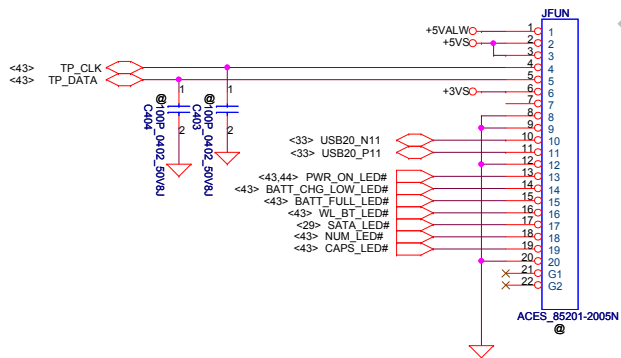 JFUN
+5VALW 1 1
+5VS 2 2
3 3
<43> TP_CLK 4 4
<43> TP_DATA 5 5
+3VS 6 6
7 7
8 8
9 9
<33> USB20_N11 10 10
<33> USB20_P11 11 11
12 12
<43,44> PWR_ON_LED# 13 13
<43> BATT_CHG_LOW_LED# 14 14
<43> BATT_FULL_LED# 15 15
<43> WL_BT_LED# 16 16
<29> SATA_LED# 17 17
<43> NUM_LED# 18 18
<43> CAPS_LED# 19 19
20 20
21 G1
22 G2
ACES_85201-2005N
@
1
2
@100P_0402_50V8J
C404
1
2
@100P_0402_50V8J
C403